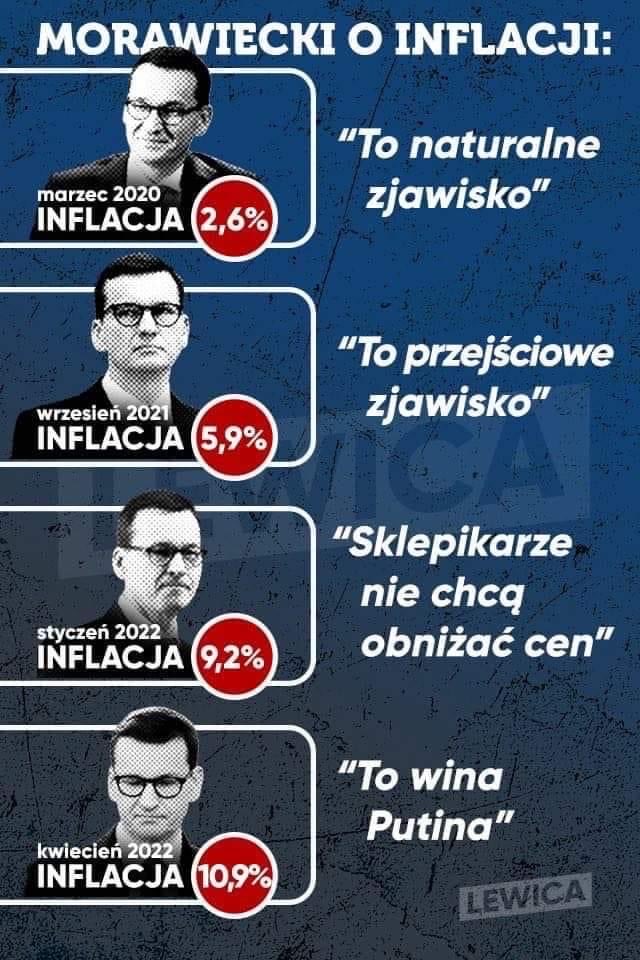 MORAWIECKI O INFLACJI:
marzec 2020
INFLACJA 2,6%
“To naturalne
zjawisko”
wrzesień 2021
INFLACJA 5,9%
“To przejściowe
zjawisko”
LEWICA
styczeń 2022
INFLACJA 9,2%
“Sklepikarze
nie chcą
obniżać cen”
kwiecień 2022
INFLACJA 10,9%
“To wina
Putina”
LEWICA